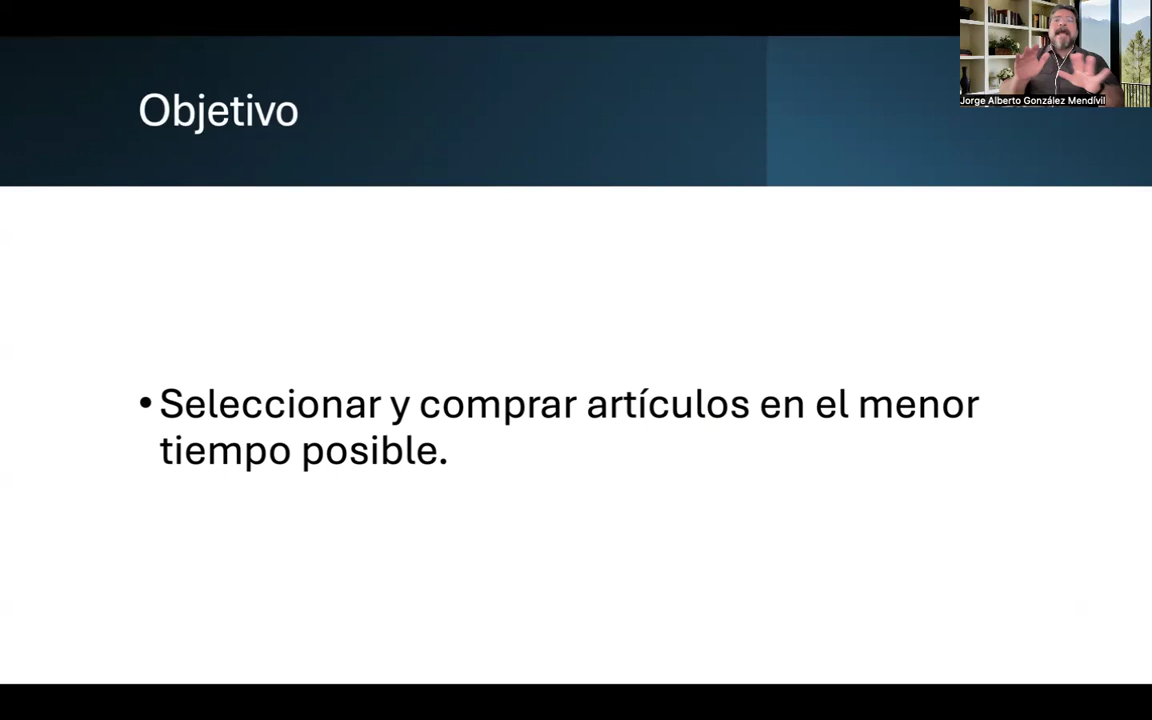 Objetivo
Jorge Alberto González Mendívil
• Seleccionar y comprar artículos en el menor
tiempo posible.